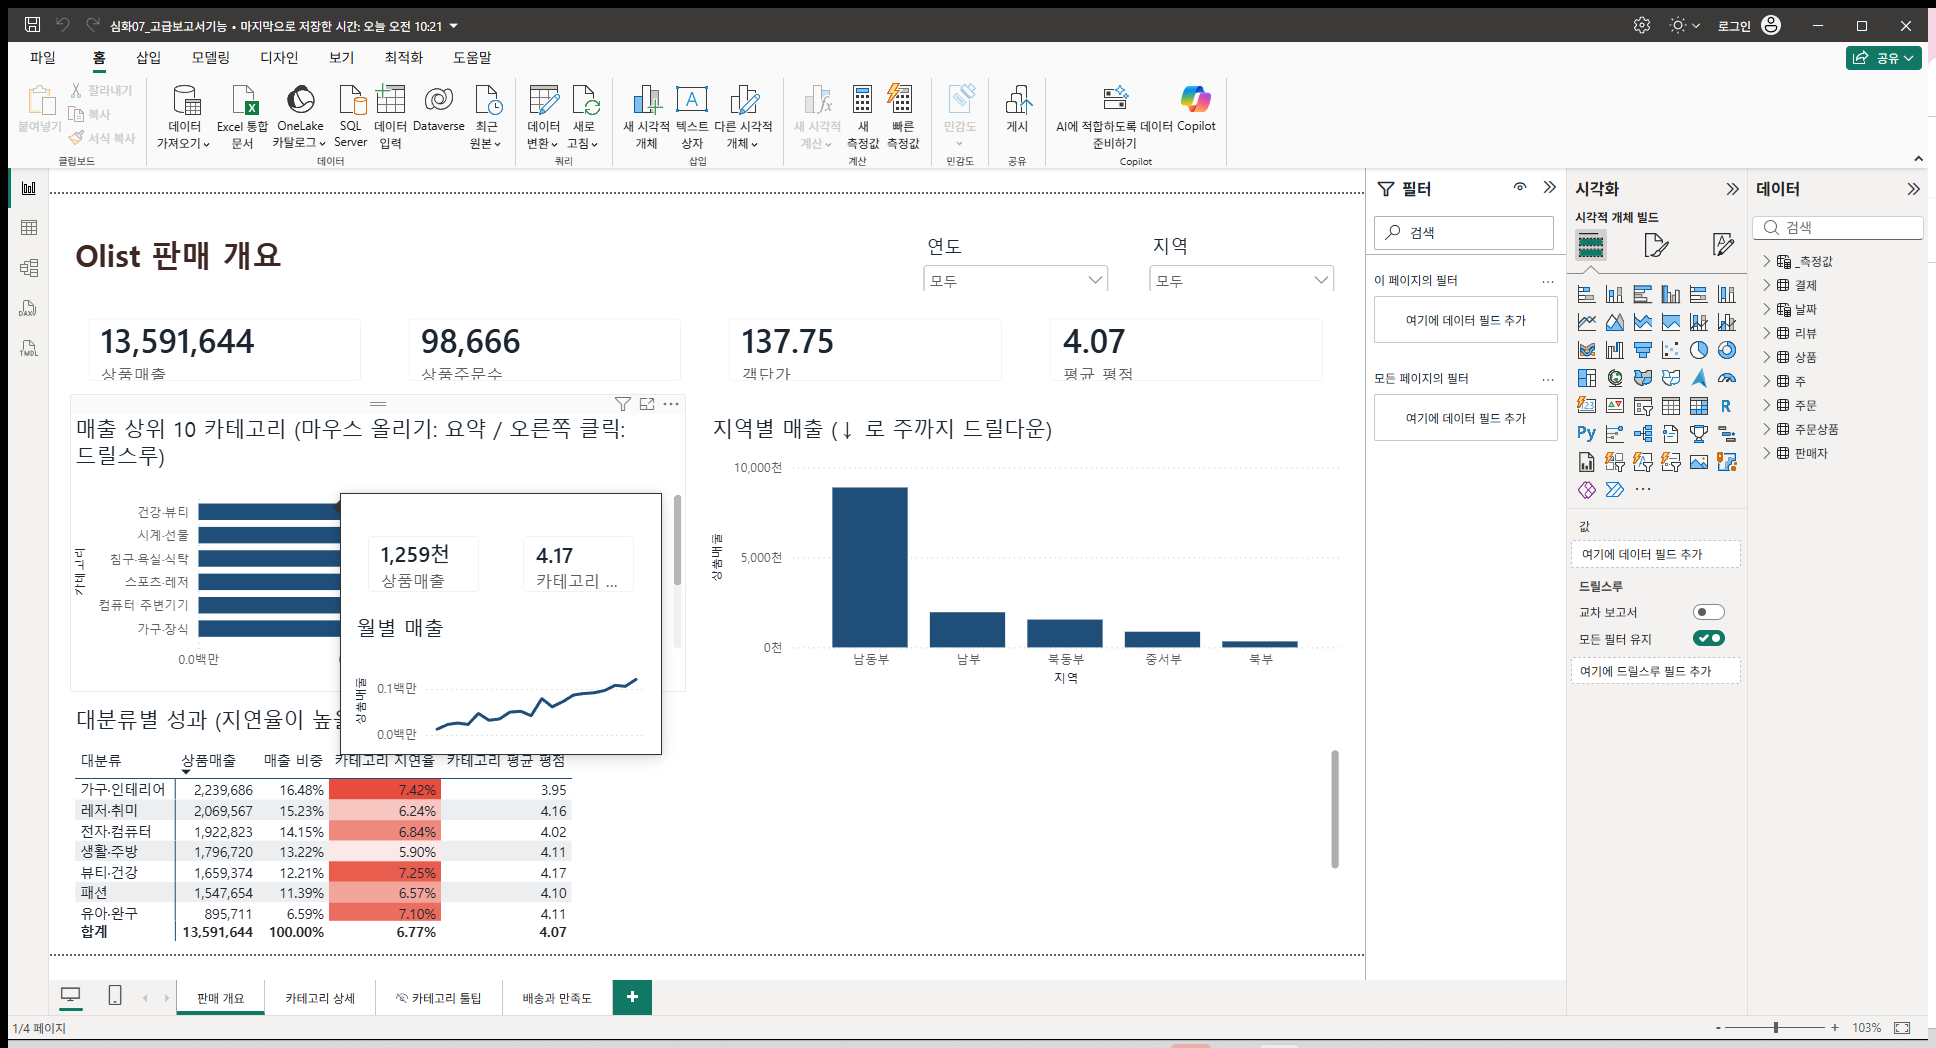 심화07_고급보고서기능 • 마지막으로 저장한 시간: 오늘 오전 10:21
로그인
파일
홈
삽입
모델링
디자인
보기
최적화
도움말
공유
붙여넣기
잘라내기
복사
서식 복사
클립보드
데이터
가져오기
Excel 통합
문서
OneLake
카탈로그
SQL
Server
데이터
입력
Dataverse
최근
원본
데이터
데이터
변환
새로
고침
쿼리
새 시각적
개체
텍스트
상자
다른 시각적
개체
삽입
새 시각적
계산
새
측정값
빠른
측정값
계산
민감도
민감도
게시
공유
AI에 적합하도록 데이터
준비하기
Copilot
Copilot
DAX
TMDL
Olist 판매 개요
연도
모두
지역
모두
13,591,644
상품매출
98,666
상품주문수
137.75
객단가
4.07
평균 평점
매출 상위 10 카테고리 (마우스 올리기: 요약 / 오른쪽 클릭:
드릴스루)
카테고리
건강·뷰티
시계·선물
침구·욕실·식탁
스포츠·레저
컴퓨터 주변기기
가구·장식
0.0백만
1,259천
상품매출
4.17
카테고리 ...
월별 매출
상품매출
0.1백만
0.0백만
지역별 매출 (↓ 로 주까지 드릴다운)
상품매출
10,000천
5,000천
0천
남동부
남부
북동부
중서부
북부
지역
대분류별 성과 (지연율이 높을
대분류 상품매출 매출 비중 카테고리 지연율 카테고리 평균 평점
가구·인테리어 2,239,686 16.48% 7.42% 3.95
레저·취미 2,069,567 15.23% 6.24% 4.16
전자·컴퓨터 1,922,823 14.15% 6.84% 4.02
생활·주방 1,796,720 13.22% 5.90% 4.11
뷰티·건강 1,659,374 12.21% 7.25% 4.17
패션 1,547,654 11.39% 6.57% 4.10
유아·완구 895,711 6.59% 7.10% 4.11
합계 13,591,644 100.00% 6.77% 4.07
필터
검색
이 페이지의 필터
여기에 데이터 필드 추가
모든 페이지의 필터
여기에 데이터 필드 추가
시각화
시각적 개체 빌드
123
R
Py
값
여기에 데이터 필드 추가
드릴스루
교차 보고서
모든 필터 유지
여기에 드릴스루 필드 추가
데이터
검색
_측정값
결제
날짜
리뷰
상품
주
주문
주문상품
판매자
판매 개요
카테고리 상세
카테고리 툴팁
배송과 만족도
1/4 페이지
103%